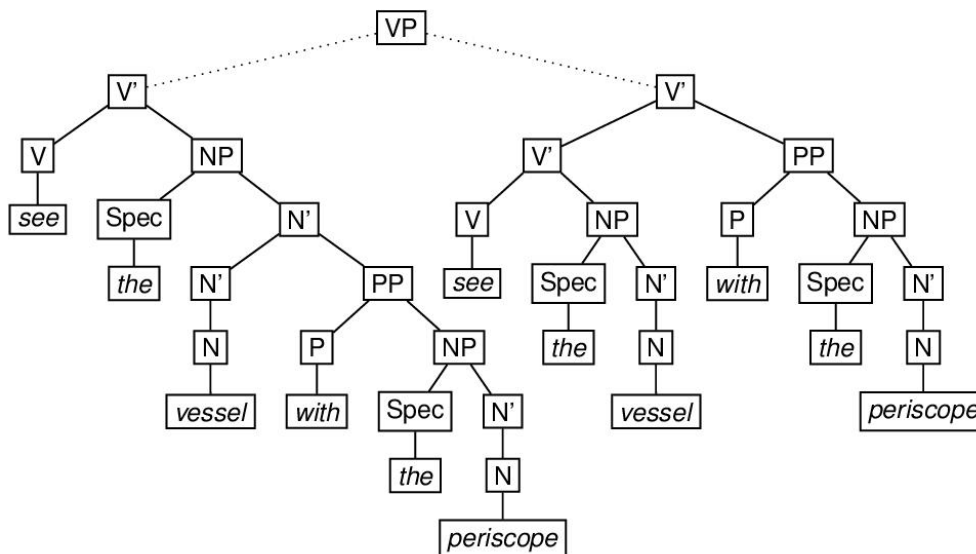 VP
V' V'
V NP V' PP
see Spec N' V NP P NP
the N' PP see Spec N' with Spec N'
N P NP the N the N
vessel with Spec N' vessel periscope
the N
periscope